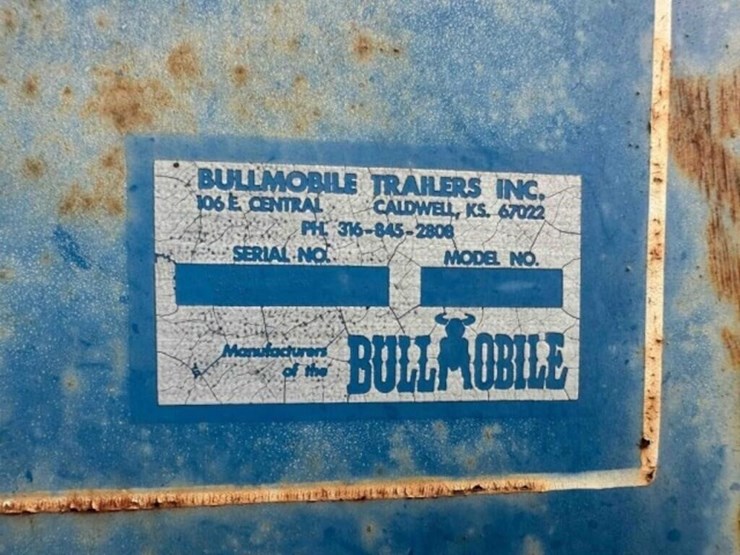 BULLMOBILE TRAILERS INC.
106 E. CENTRAL CALDWELL, KS. 67022
PH. 316-845-2808
SERIAL NO. MODEL NO.
Manufacturers
of the BULLMOBILE